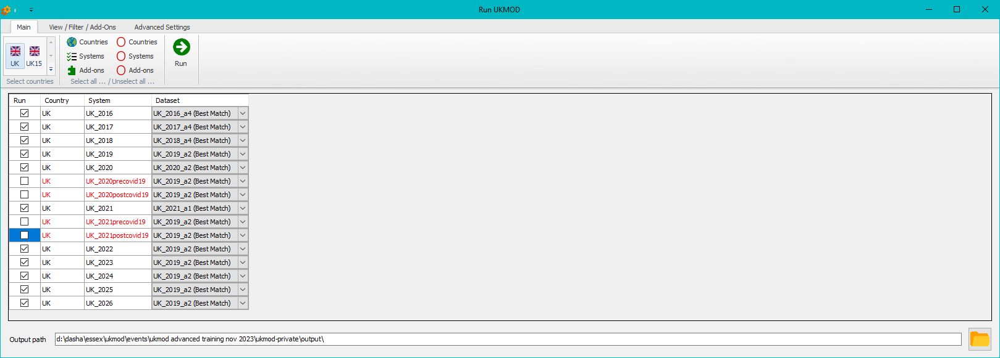 Run UKMOD
Main View / Filter / Add-Ons Advanced Settings
UK UK15
Select countries
Countries Countries
Systems Systems
Add-ons Add-ons
Select all ... / Unselect all ...
Run
Run Country System Dataset
UK UK_2016 UK_2016_a4 (Best Match)
UK UK_2017 UK_2017_a4 (Best Match)
UK UK_2018 UK_2018_a4 (Best Match)
UK UK_2019 UK_2019_a2 (Best Match)
UK UK_2020 UK_2020_a2 (Best Match)
UK UK_2020precovid19 UK_2019_a2 (Best Match)
UK UK_2020postcovid19 UK_2019_a2 (Best Match)
UK UK_2021 UK_2021_a1 (Best Match)
UK UK_2021precovid19 UK_2019_a2 (Best Match)
UK UK_2021postcovid19 UK_2019_a2 (Best Match)
UK UK_2022 UK_2019_a2 (Best Match)
UK UK_2023 UK_2019_a2 (Best Match)
UK UK_2024 UK_2019_a2 (Best Match)
UK UK_2025 UK_2019_a2 (Best Match)
UK UK_2026 UK_2019_a2 (Best Match)
Output path d:\dasha\essex\ukmod\events\ukmod advanced training nov 2023\ukmod-private\output\